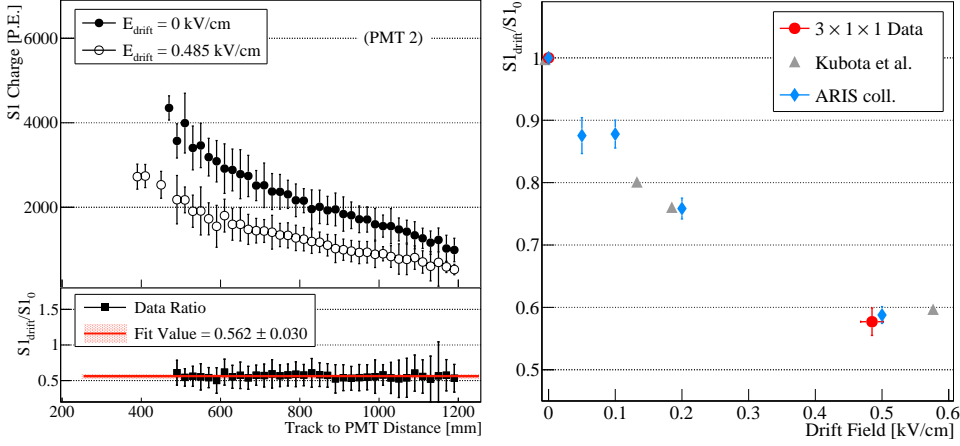 S1 Charge [P.E.]
6000
4000
2000
E_drift = 0 kV/cm
E_drift = 0.485 kV/cm
(PMT 2)
S1_drift/S1_0
1.5
1
0.5
Data Ratio
Fit Value = 0.562 ± 0.030
200 400 600 800 1000 1200
Track to PMT Distance [mm]
S1_drift/S1_0
1
0.9
0.8
0.7
0.6
0.5
3 × 1 × 1 Data
Kubota et al.
ARIS coll.
0 0.1 0.2 0.3 0.4 0.5 0.6
Drift Field [kV/cm]